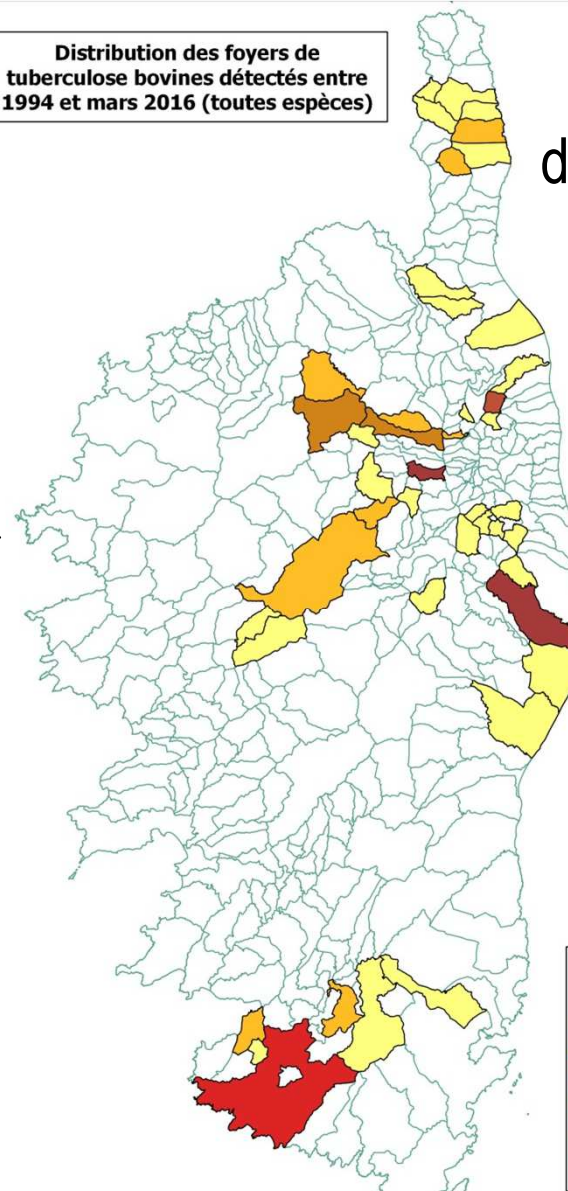 Distribution des foyers de
tuberculose bovines détectés entre
1994 et mars 2016 (toutes espèces)
d